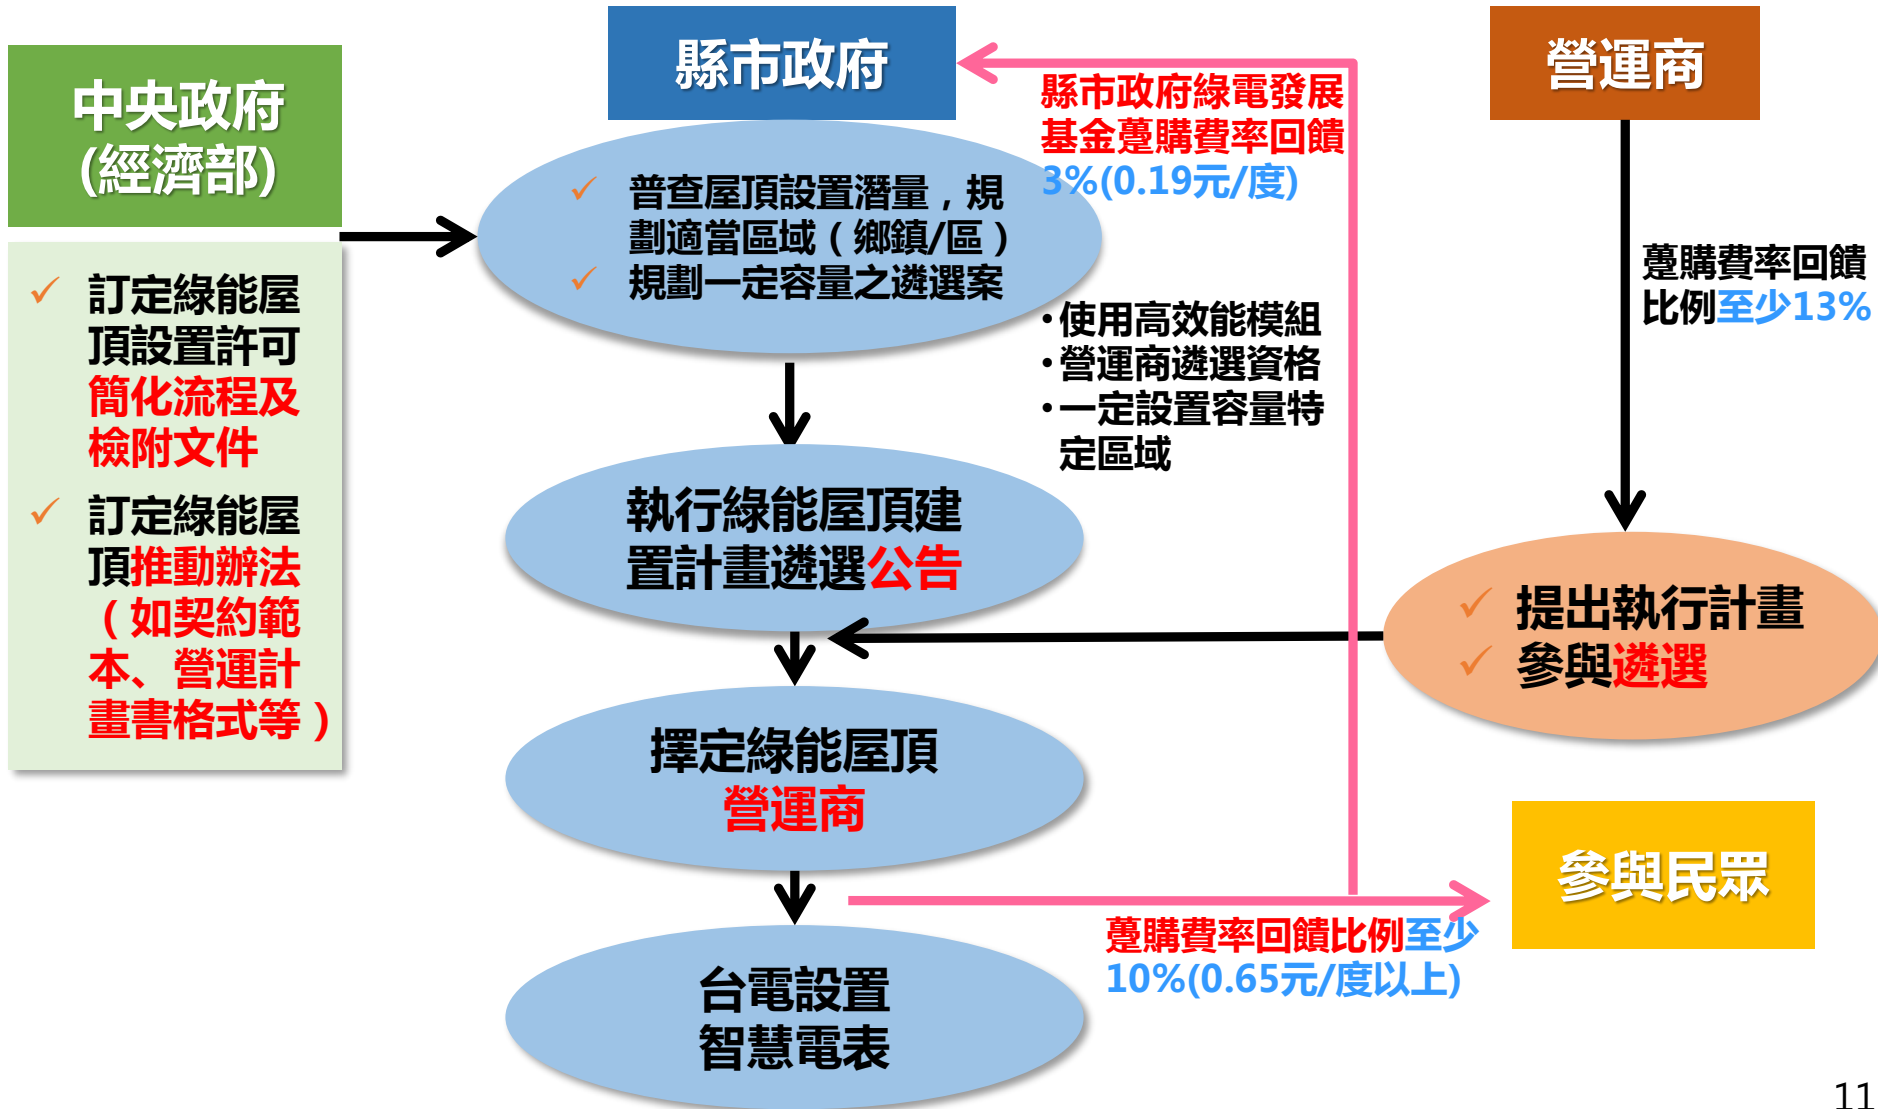 中央政府
(經濟部)
訂定綠能屋
頂設置許可
簡化流程及
檢附文件
訂定綠能屋
頂推動辦法
（如契約範
本、營運計
畫書格式等）
縣市政府
普查屋頂設置潛量，規
劃適當區域（鄉鎮/區）
規劃一定容量之遴選案
縣市政府綠電發展
基金躉購費率回饋
3%(0.19元/度)
•使用高效能模組
•營運商遴選資格
•一定設置容量特
定區域
執行綠能屋頂建
置計畫遴選公告
擇定綠能屋頂
營運商
台電設置
智慧電表
營運商
躉購費率回饋
比例至少13%
提出執行計畫
參與遴選
參與民眾
躉購費率回饋比例至少
10%(0.65元/度以上)
11